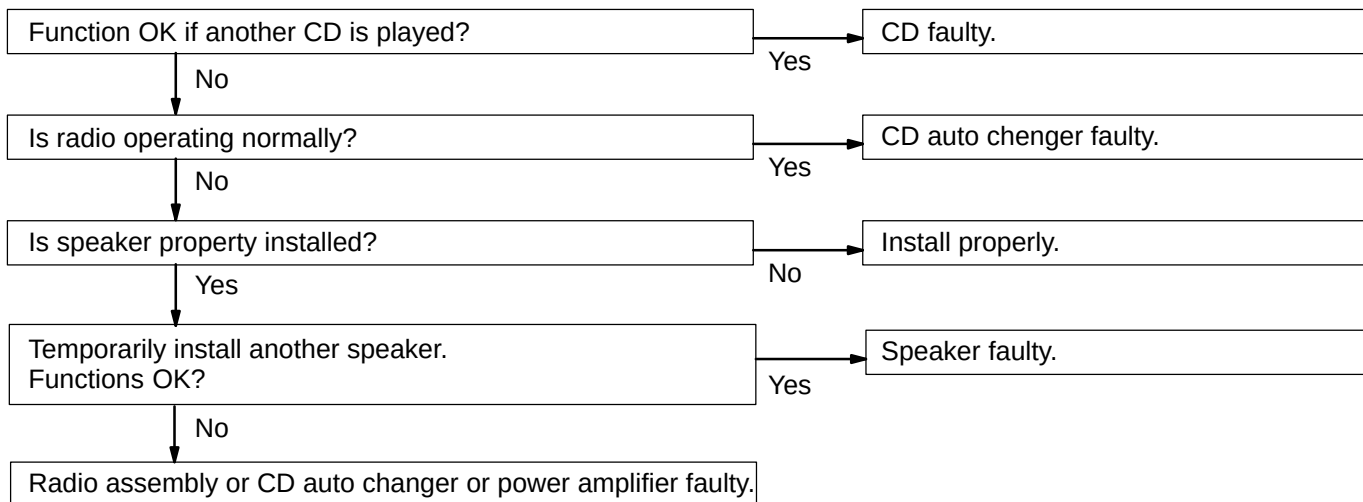 Function OK if another CD is played?
Yes
CD faulty.
No
Is radio operating normally?
Yes
CD auto chenger faulty.
No
Is speaker property installed?
No
Install properly.
Yes
Temporarily install another speaker.
Functions OK?
Yes
Speaker faulty.
No
Radio assembly or CD auto changer or power amplifier faulty.